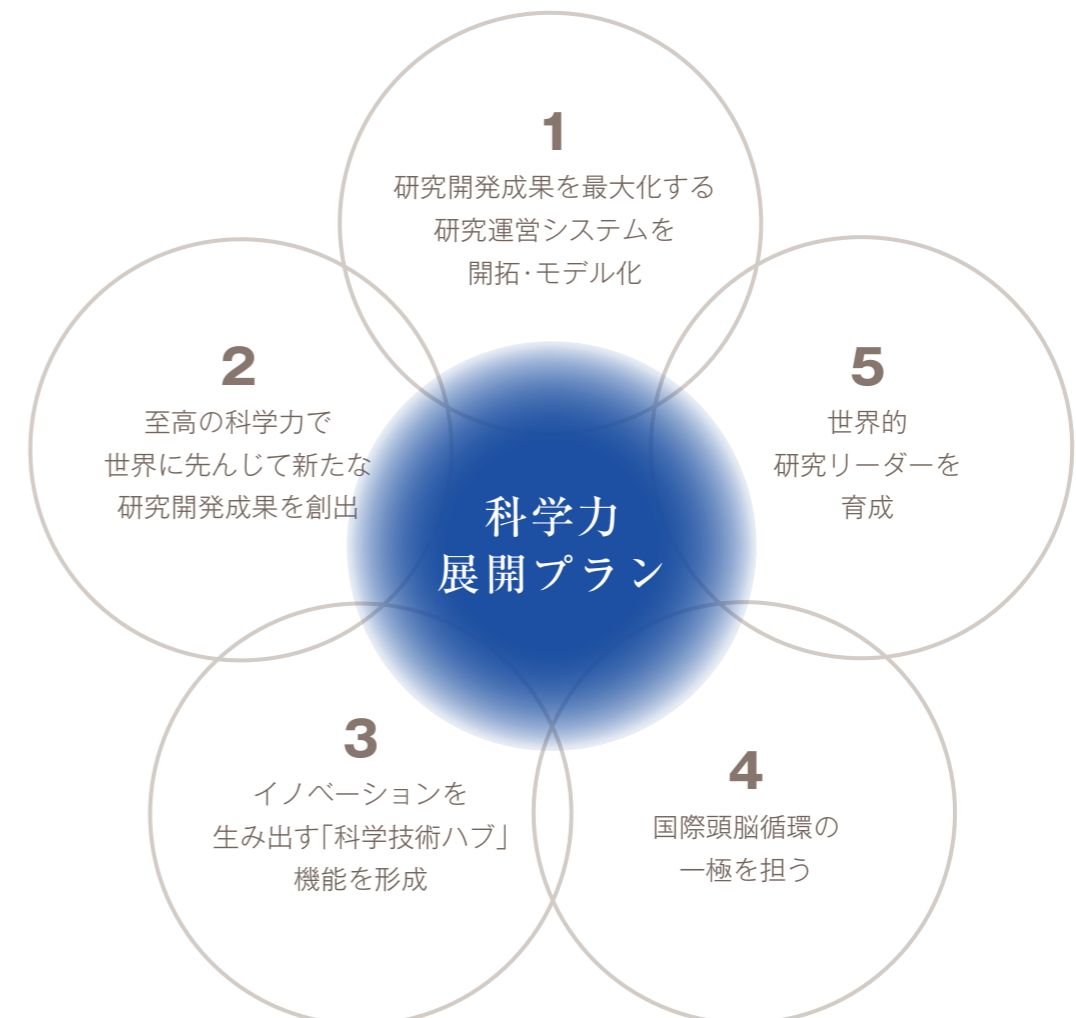 1
研究開発成果を最大化する
研究運営システムを
開拓・モデル化
2
至高の科学力で
世界に先んじて新たな
研究開発成果を創出
5
世界的
研究リーダーを
育成
科学力
展開プラン
3
イノベーションを
生み出す「科学技術ハブ」
機能を形成
4
国際頭脳循環の
一極を担う